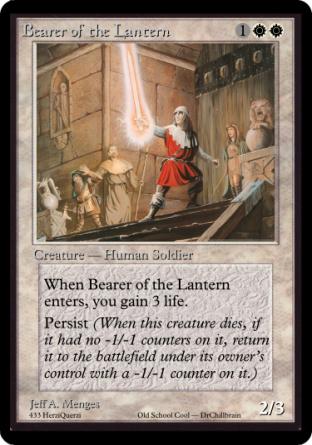 Bearer of the Lantern 1
Creature — Human Soldier
When Bearer of the Lantern
enters, you gain 3 life.
Persist (When this creature dies, if
it had no -1/-1 counters on it, return
it to the battlefield under its owner's
control with a -1/-1 counter on it.)
Jeff A. Menges
2/3
433 HernQuern Old School Cool — DrChillbrain